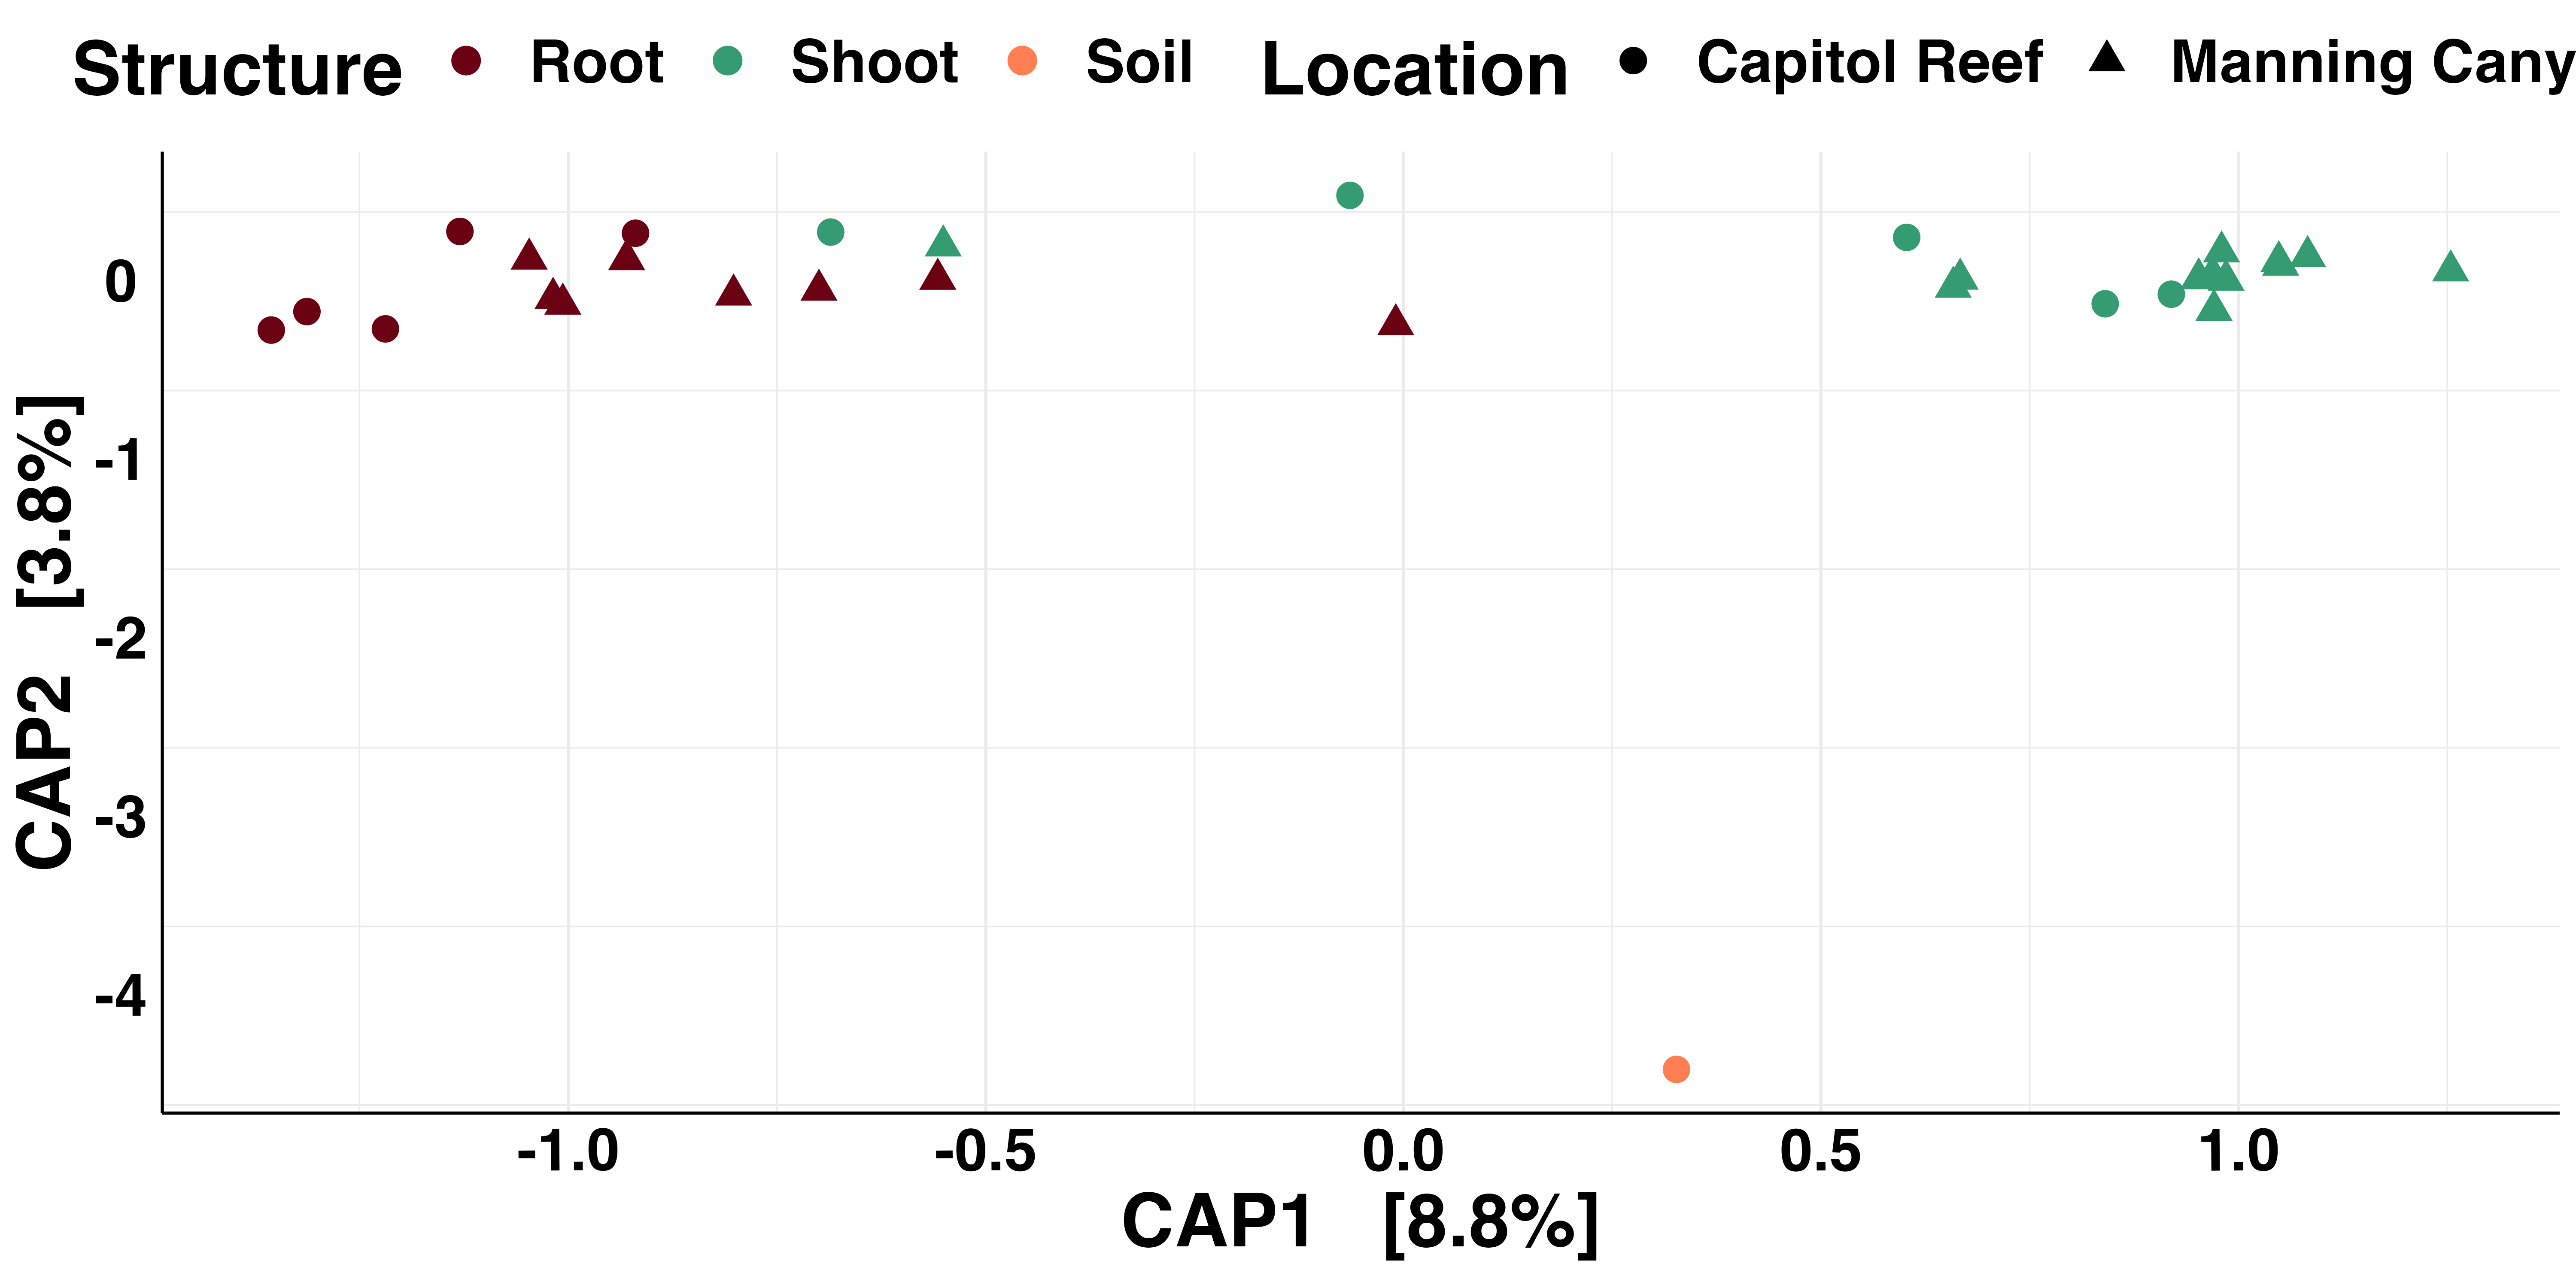 Structure Root Shoot Soil Location Capitol Reef Manning Cany
0
-1
-2
-3
-4
CAP2 [3.8%]
-1.0 -0.5 0.0 0.5 1.0
CAP1 [8.8%]